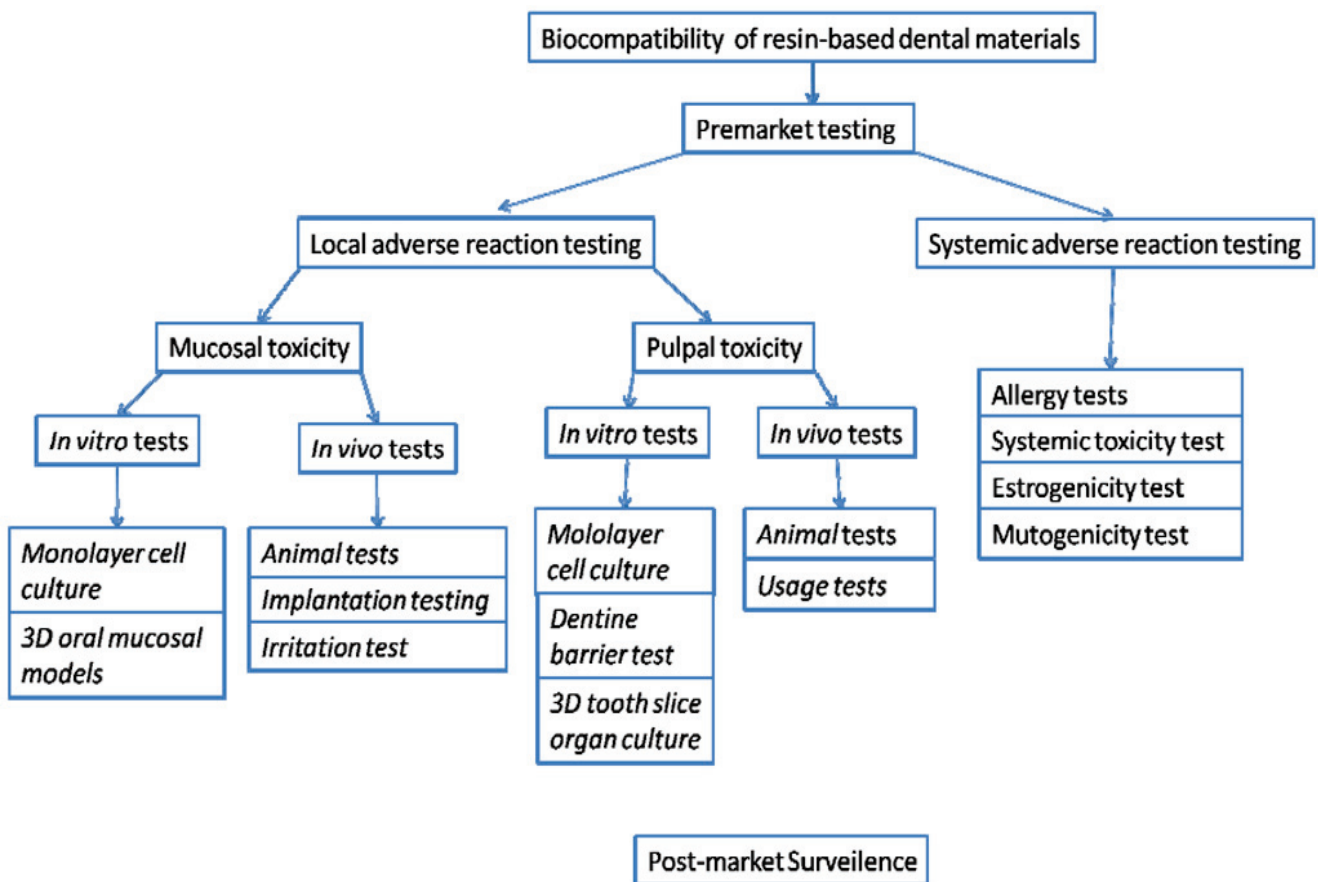 Biocompatibility of resin-based dental materials
Premarket testing
Local adverse reaction testing
Systemic adverse reaction testing
Mucosal toxicity
Pulpal toxicity
In vitro tests
In vivo tests
In vitro tests
In vivo tests
Monolayer cell
culture
3D oral mucosal
models
Animal tests
Implantation testing
Irritation test
Mololayer
cell culture
Dentine
barrier test
3D tooth slice
organ culture
Animal tests
Usage tests
Allergy tests
Systemic toxicity test
Estrogenicity test
Mutogenicity test
Post-market Surveilence